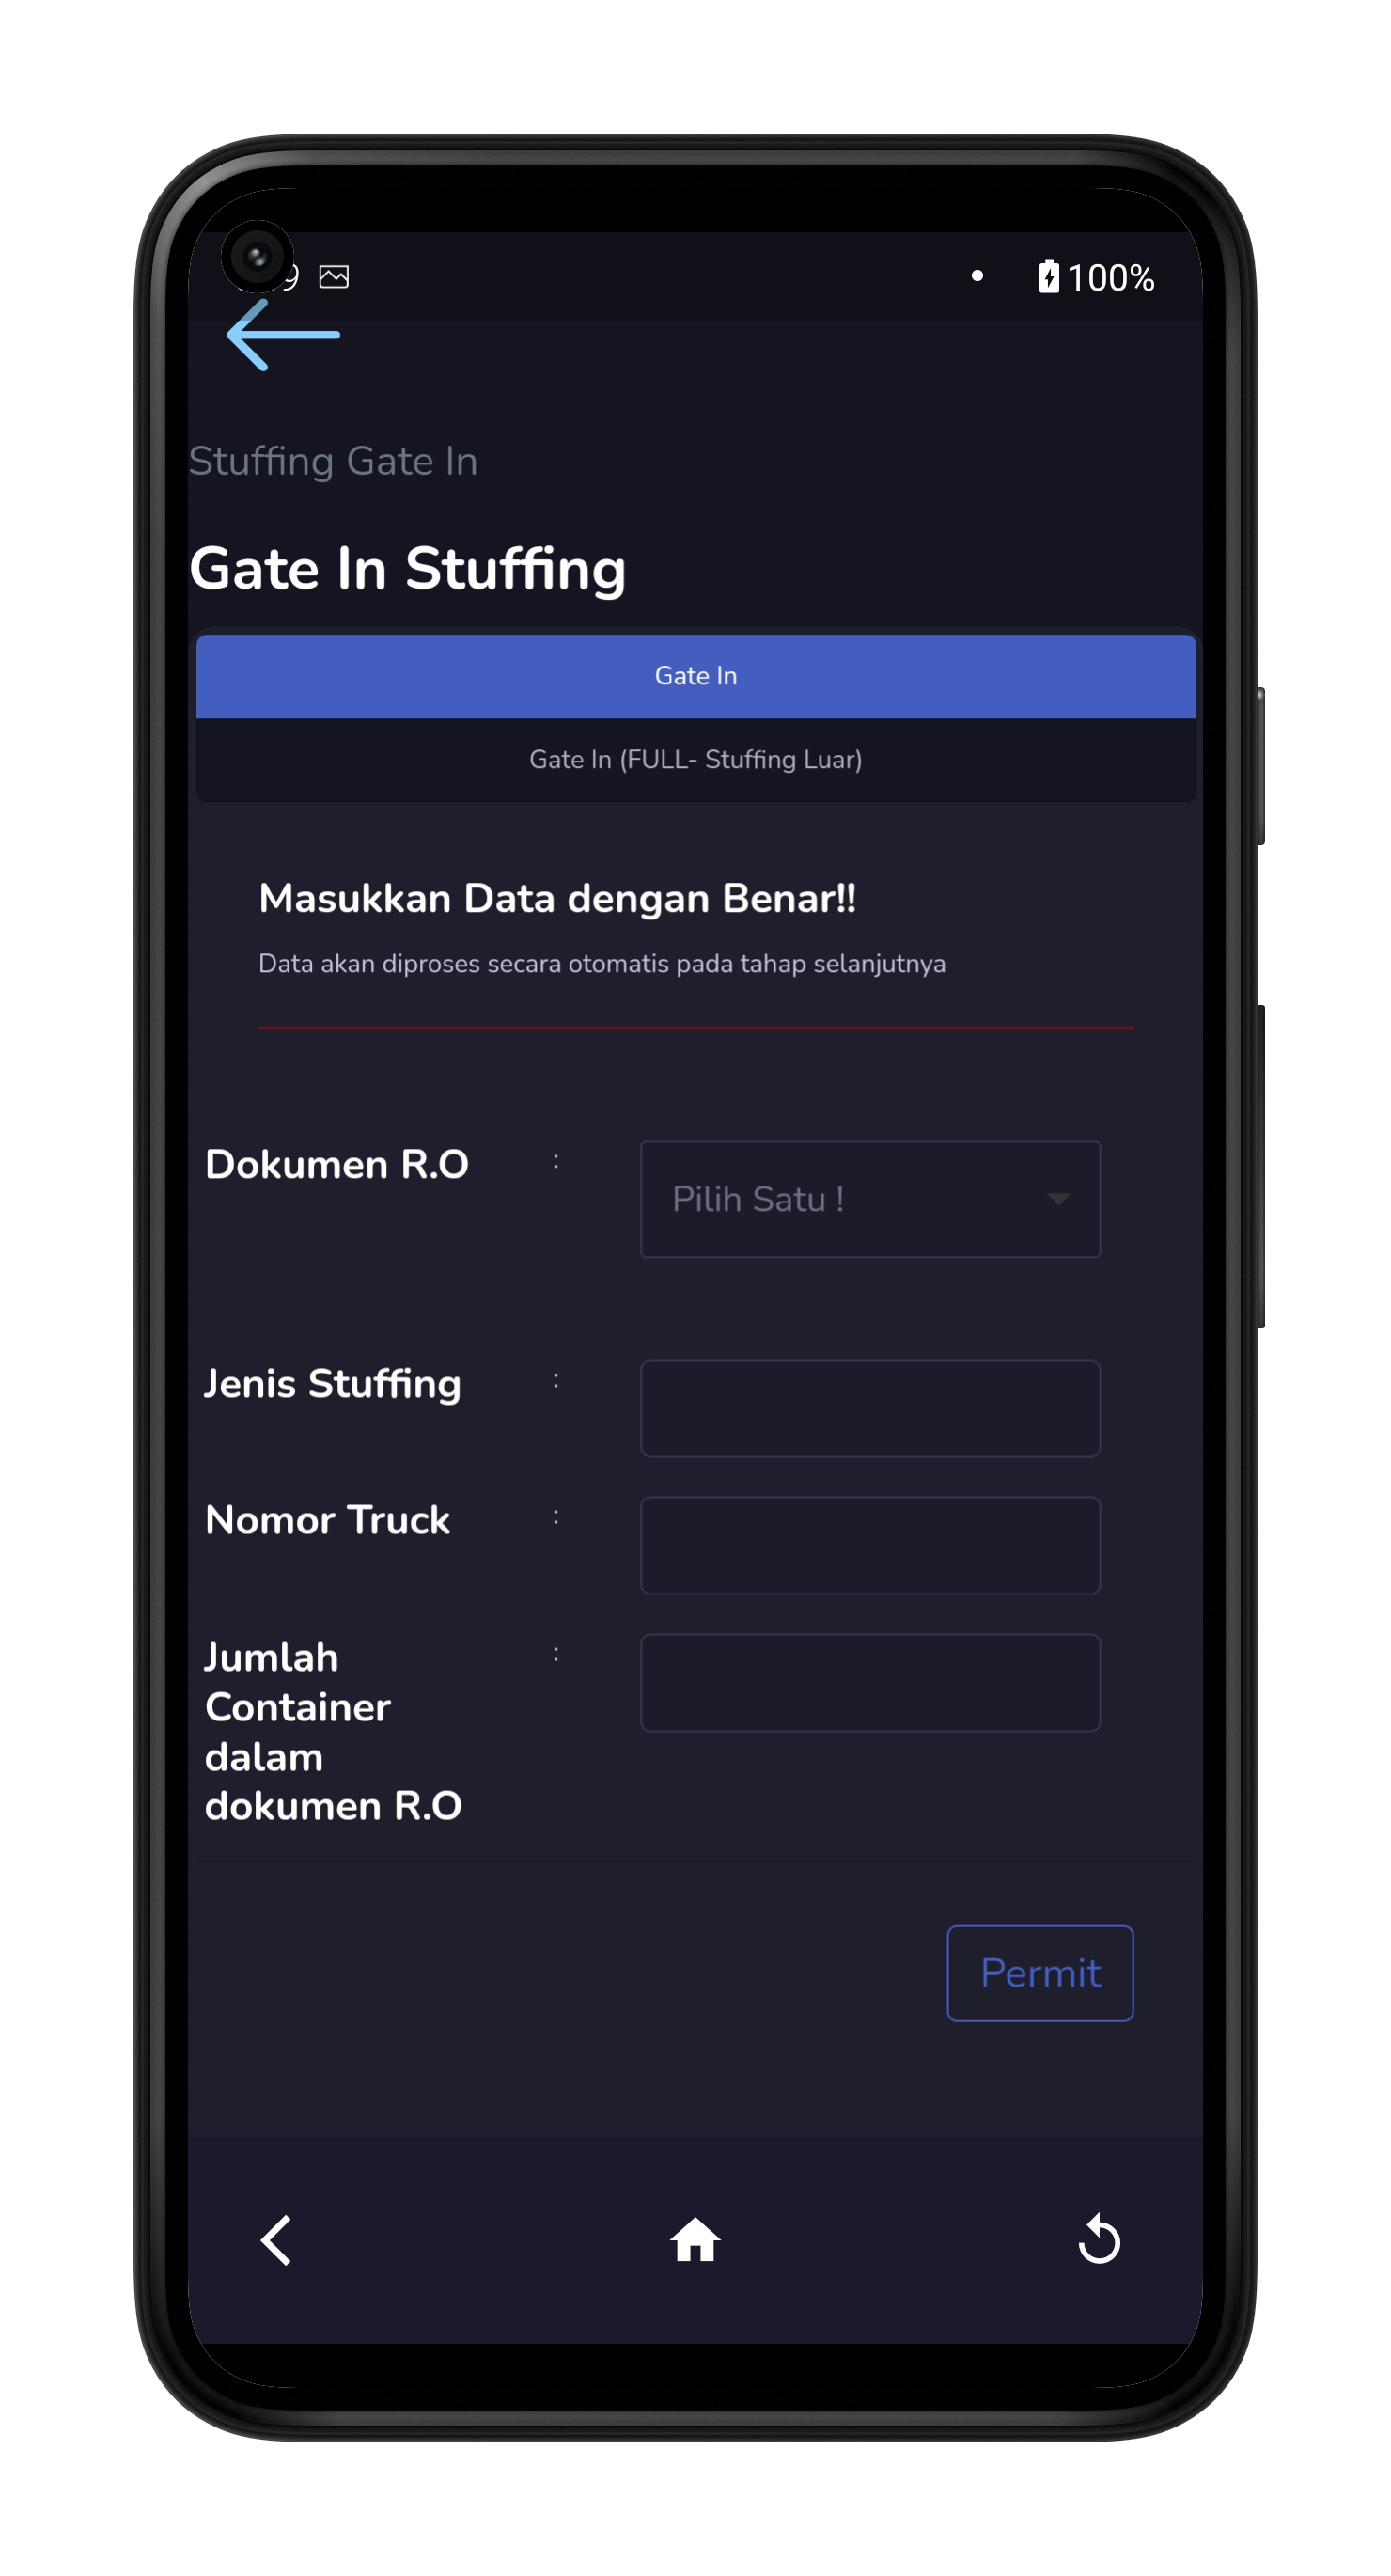 100%
Stuffing Gate In
Gate In Stuffing
Gate In
Gate In (FULL- Stuffing Luar)
Masukkan Data dengan Benar!!
Data akan diproses secara otomatis pada tahap selanjutnya
Dokumen R.O : Pilih Satu !
Jenis Stuffing :
Nomor Truck :
Jumlah :
Container
dalam
dokumen R.O
Permit